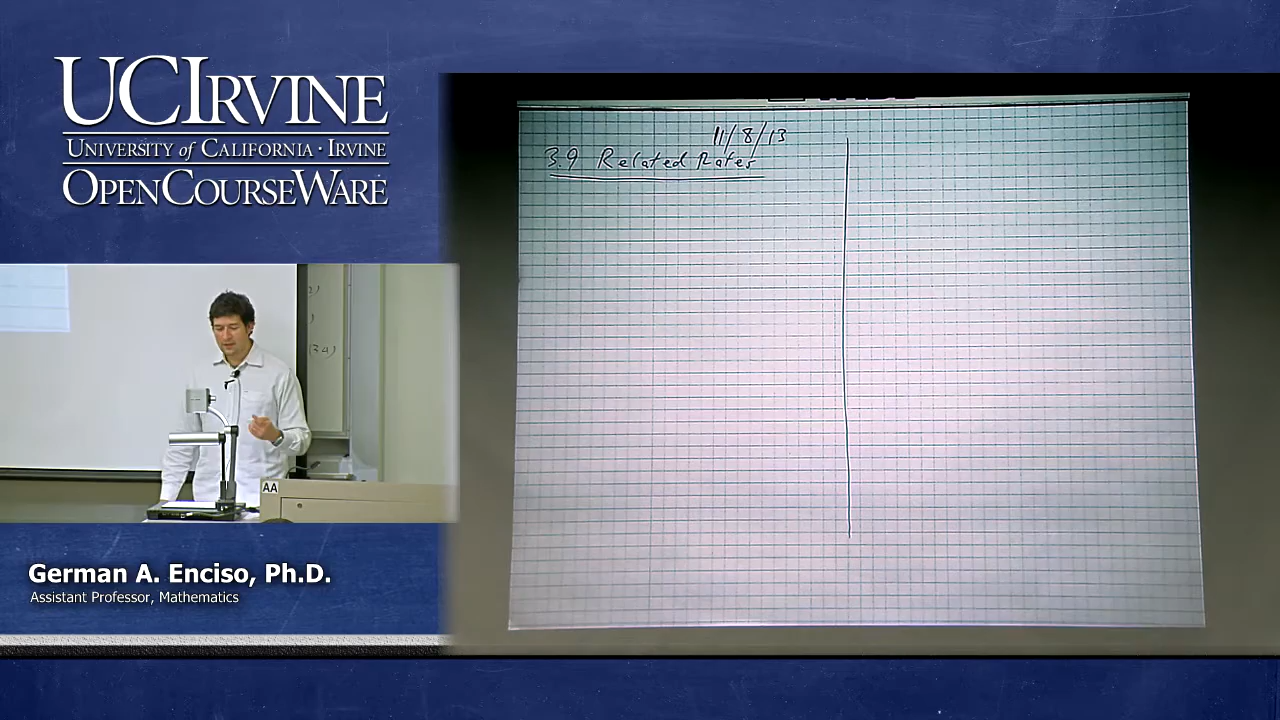 UCIRVINE
UNIVERSITY of CALIFORNIA · IRVINE
OPENCOURSEWARE
11/8/13
3.9 Related Rates
(34)
AA
German A. Enciso, Ph.D.
Assistant Professor, Mathematics